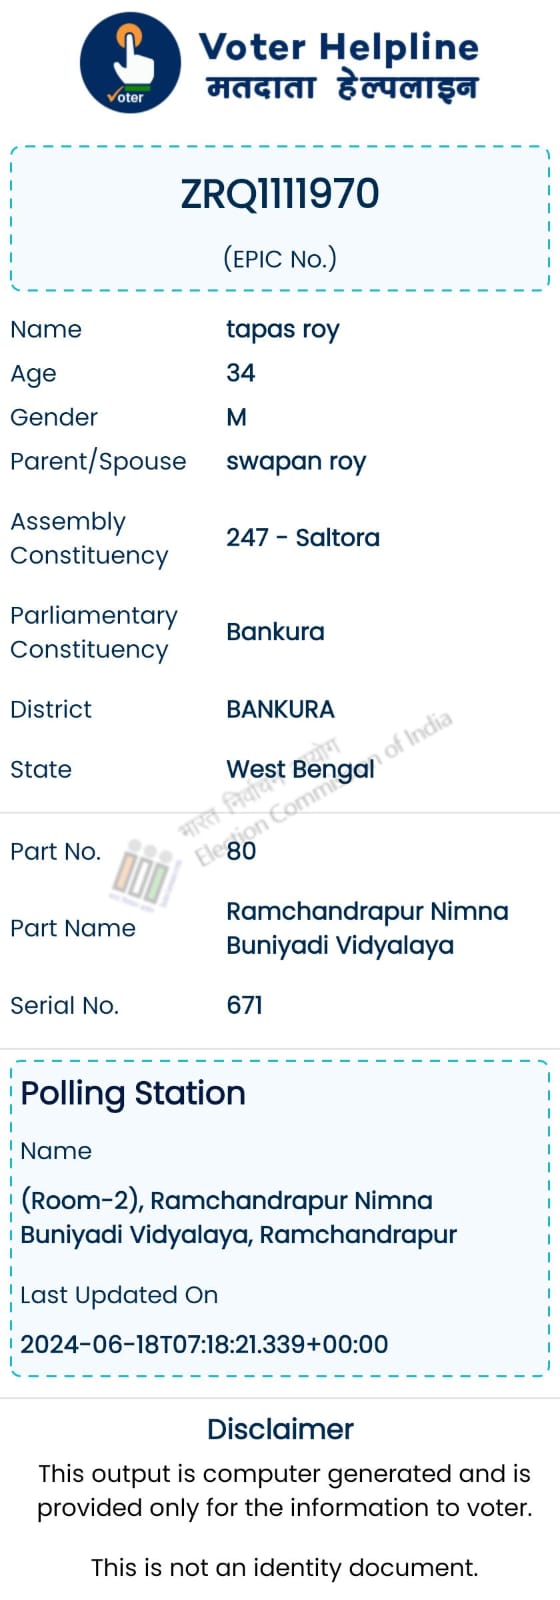 Voter Helpline
मतदाता हेल्पलाइन
Voter
ZRQ1111970
(EPIC No.)
Name tapas roy
Age 34
Gender M
Parent/Spouse swapan roy
Assembly Constituency 247 - Saltora
Parliamentary Constituency Bankura
District BANKURA
State West Bengal
भारत निर्वाचन आयोग
Election Commission of India
Part No. 80
Part Name Ramchandrapur Nimna
Buniyadi Vidyalaya
Serial No. 671
Polling Station
Name
(Room-2), Ramchandrapur Nimna
Buniyadi Vidyalaya, Ramchandrapur
Last Updated On
2024-06-18T07:18:21.339+00:00
Disclaimer
This output is computer generated and is
provided only for the information to voter.
This is not an identity document.